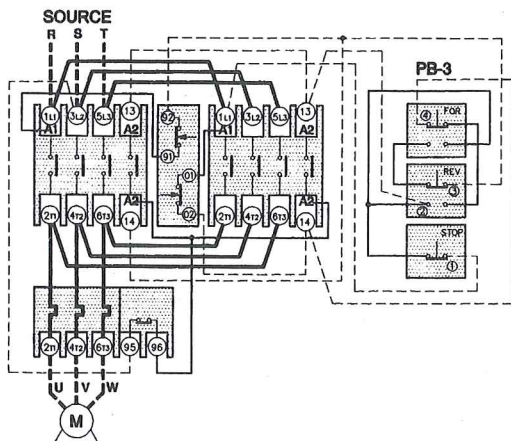 SOURCE
R S T
PB-3
1L1 3L2 5L3 13
A1 A2
92
91
01
02
1L1 3L2 5L3 13
A1 A2
④ FOR
REV
③
②
STOP
①
2T1 4T2 6T3 A2 14
2T1 4T2 6T3 A2 14
2T1 4T2 6T3 95 96
U V W
M